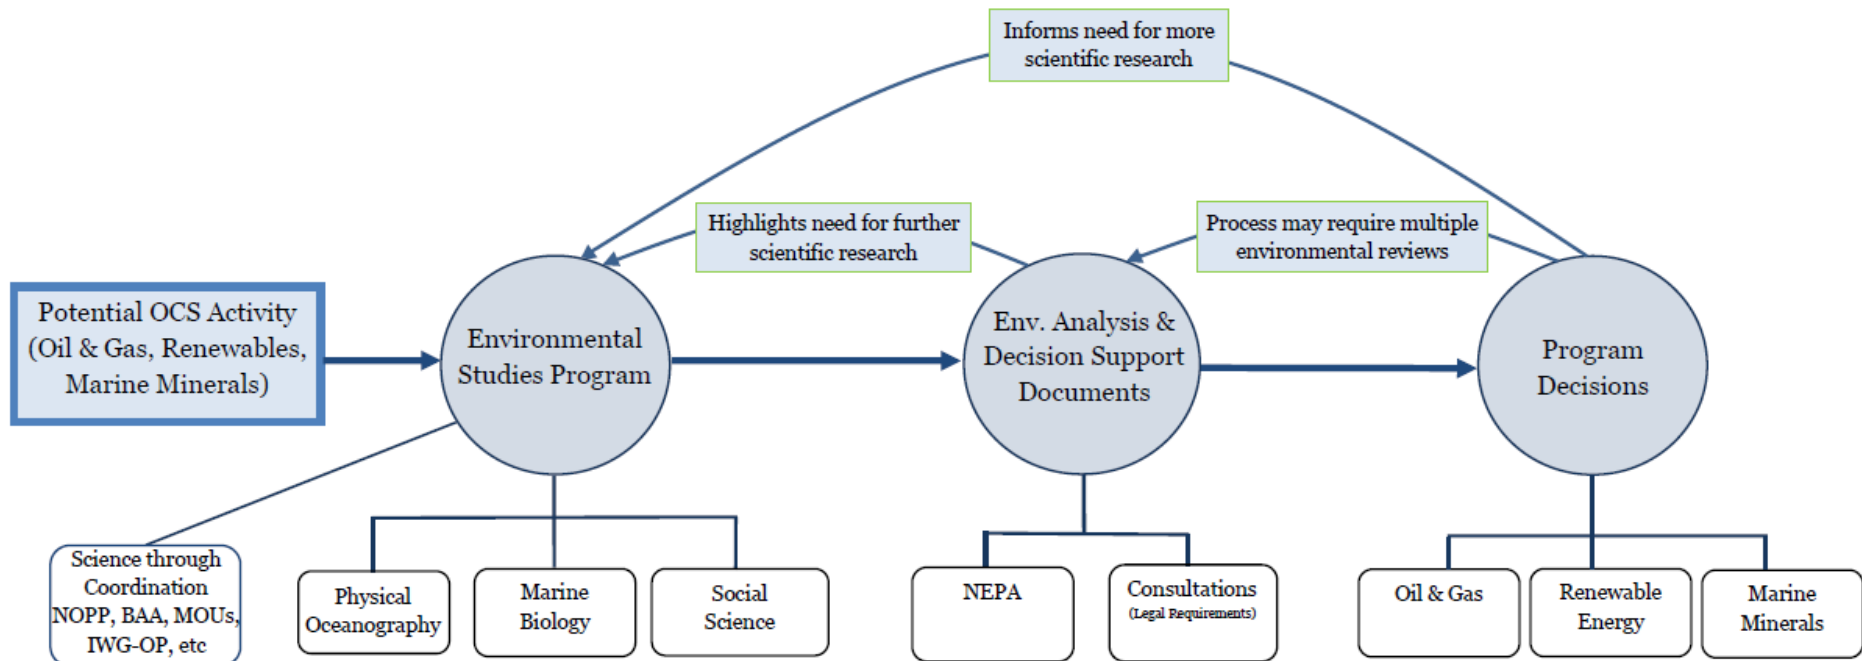 Informs need for more
scientific research
Highlights need for further
scientific research
Process may require multiple
environmental reviews
Potential OCS Activity
(Oil & Gas, Renewables,
Marine Minerals)
Environmental
Studies Program
Env. Analysis &
Decision Support
Documents
Program
Decisions
Science through
Coordination
NOPP, BAA, MOUs,
IWG-OP, etc
Physical
Oceanography
Marine
Biology
Social
Science
NEPA
Consultations
(Legal Requirements)
Oil & Gas
Renewable
Energy
Marine
Minerals